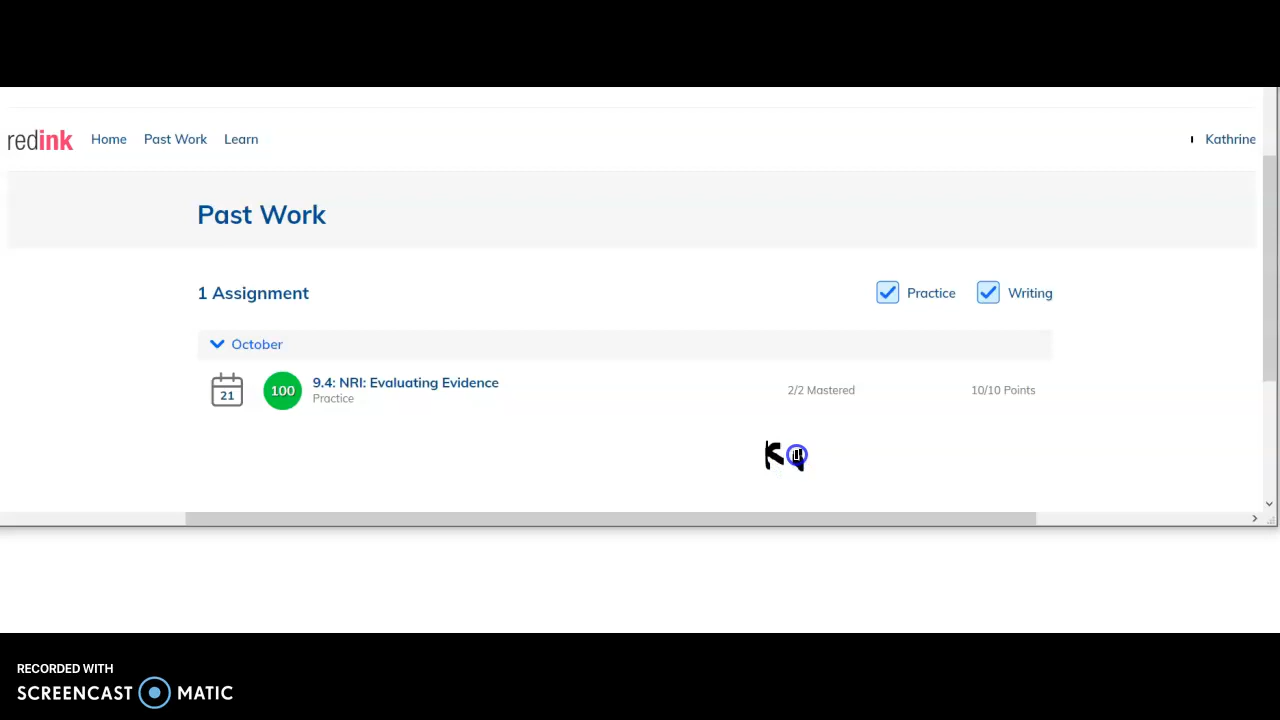 redink Home Past Work Learn Kathrine
Past Work
1 Assignment Practice Writing
October
21 100 9.4: NRI: Evaluating Evidence 2/2 Mastered 10/10 Points
Practice
RECORDED WITH
SCREENCAST MATIC